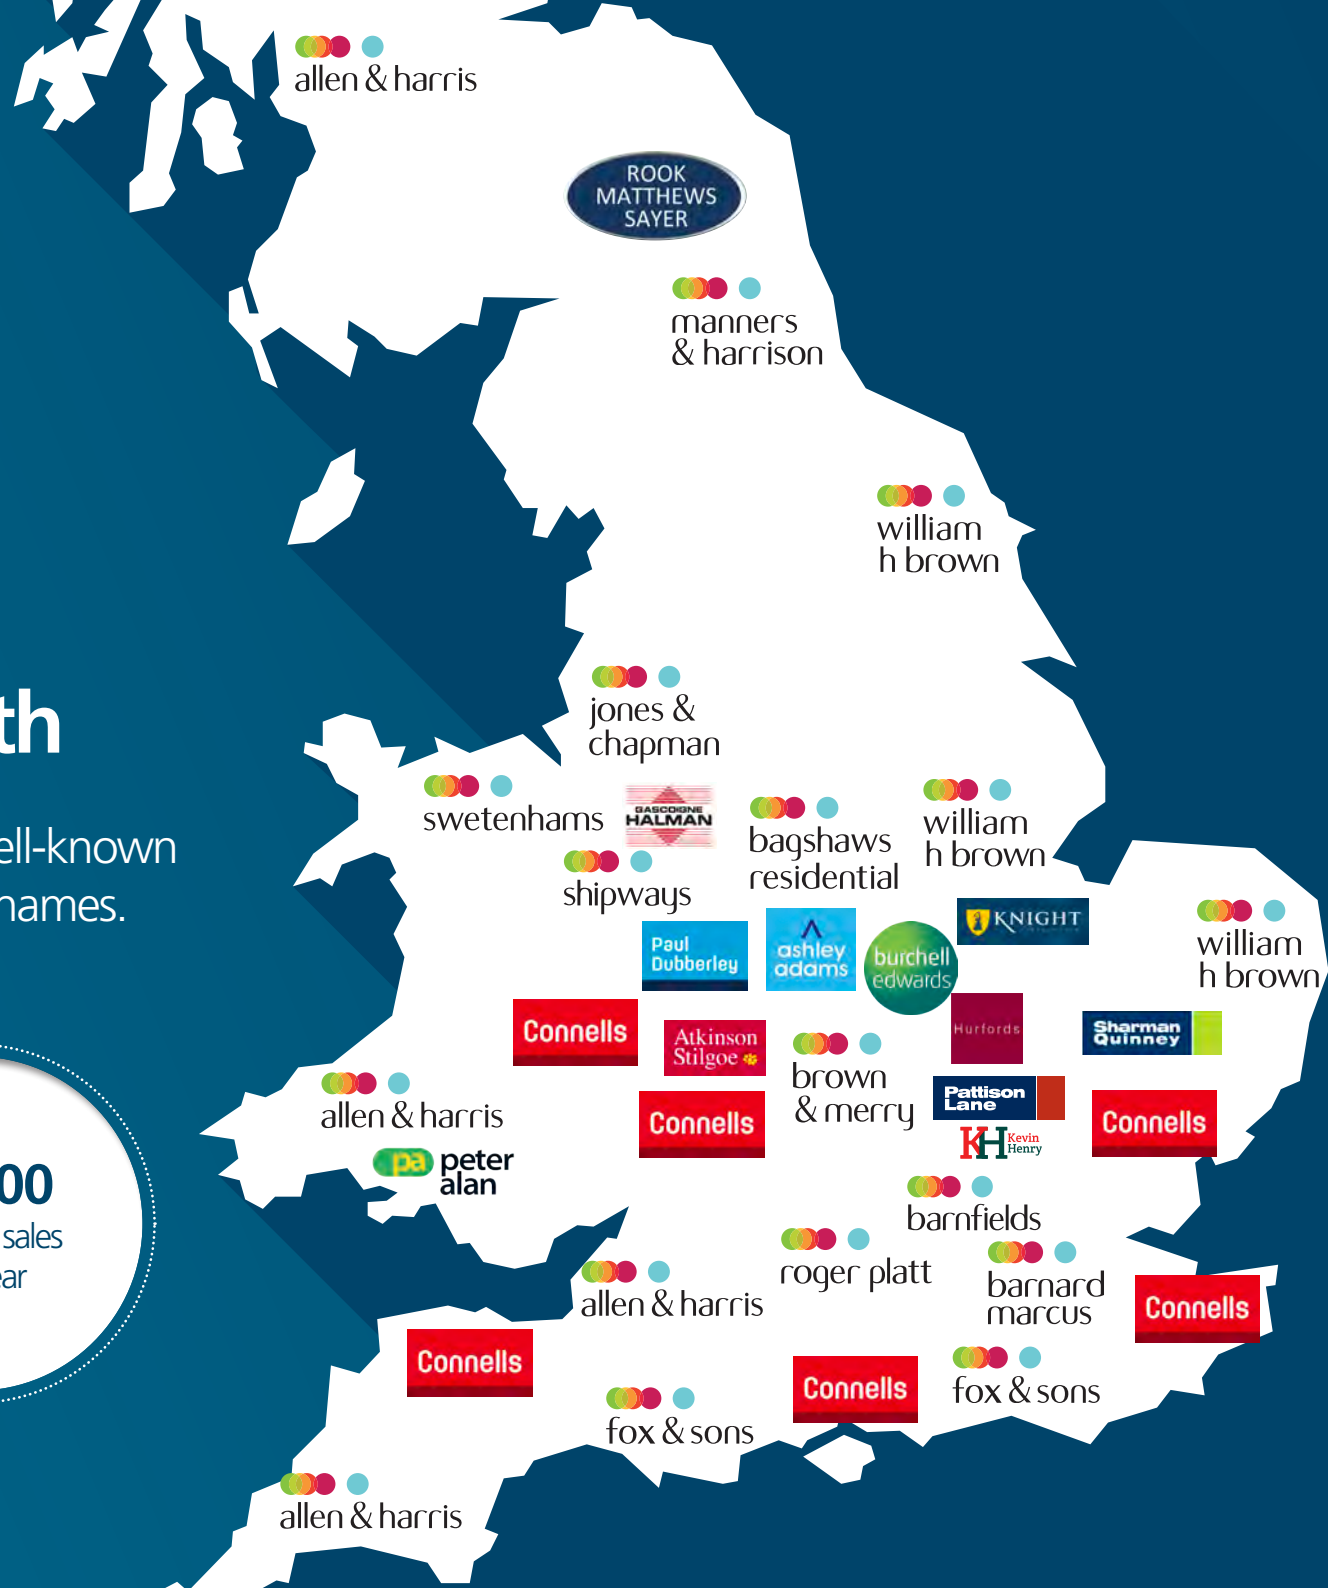 allen & harris
ROOK
MATTHEWS
SAYER
manners
& harrison
william
h brown
jones &
chapman
th
swetenhams
GASCOIGNE
HALMAN
bagshaws
residential
william
h brown
ell-known
names.
shipways
Paul
Dubberley
ashley
adams
burchell
edwards
KNIGHT
william
h brown
Connells
Atkinson
Stilgoe
brown
& merry
Hurfords
Sharman
Quinney
Pattison
Lane
Connells
Connells
Kevin
KH
Henry
allen & harris
pa peter
alan
00
sales
ear
barnfields
roger platt
barnard
marcus
allen & harris
Connells
Connells
Connells
fox & sons
fox & sons
allen & harris